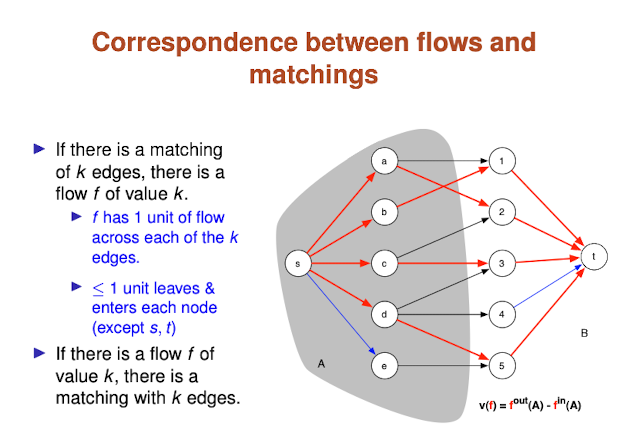 Correspondence between flows and
matchings
If there is a matching
of k edges, there is a
flow f of value k.
f has 1 unit of flow
across each of the k
edges.
≤ 1 unit leaves &
enters each node
(except s, t)
If there is a flow f of
value k, there is a
matching with k edges.
a
1
b
2
s
c
3
t
d
4
A
e
5
B
v(f) = f^out(A) - f^in(A)